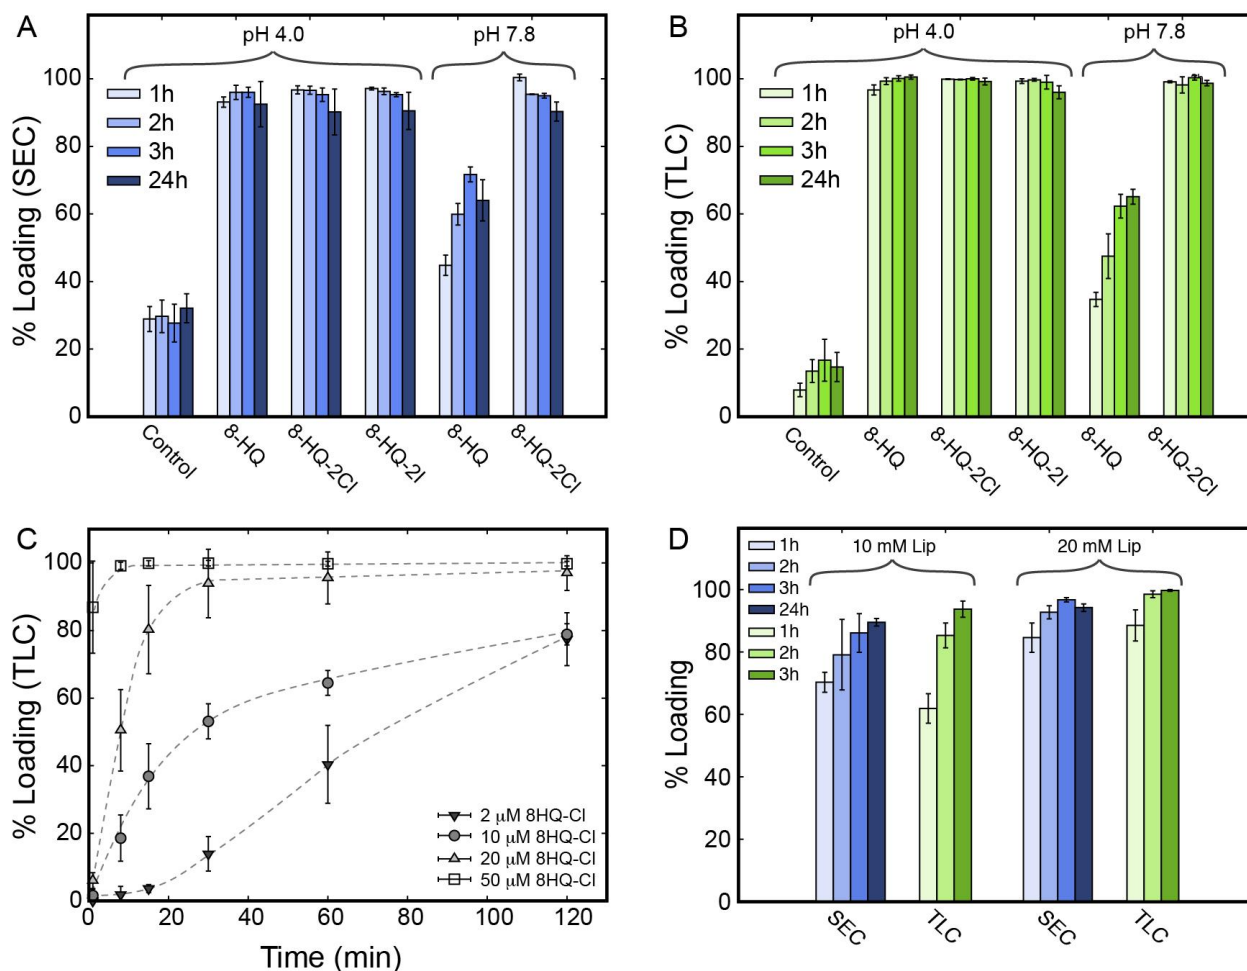 A
pH 4.0
pH 7.8
100
80
60
40
20
0
% Loading (SEC)
1h
2h
3h
24h
Control
8-HQ
8-HQ-2Cl
8-HQ-2I
8-HQ
8-HQ-2Cl
B
pH 4.0
pH 7.8
100
80
60
40
20
0
% Loading (TLC)
1h
2h
3h
24h
Control
8-HQ
8-HQ-2Cl
8-HQ-2I
8-HQ
8-HQ-2Cl
C
100
80
60
40
20
0
% Loading (TLC)
2 μM 8HQ-Cl
10 μM 8HQ-Cl
20 μM 8HQ-Cl
50 μM 8HQ-Cl
0 20 40 60 80 100 120
Time (min)
D
1h
2h
3h
24h
1h
2h
3h
10 mM Lip
20 mM Lip
100
80
60
40
20
0
% Loading
SEC
TLC
SEC
TLC